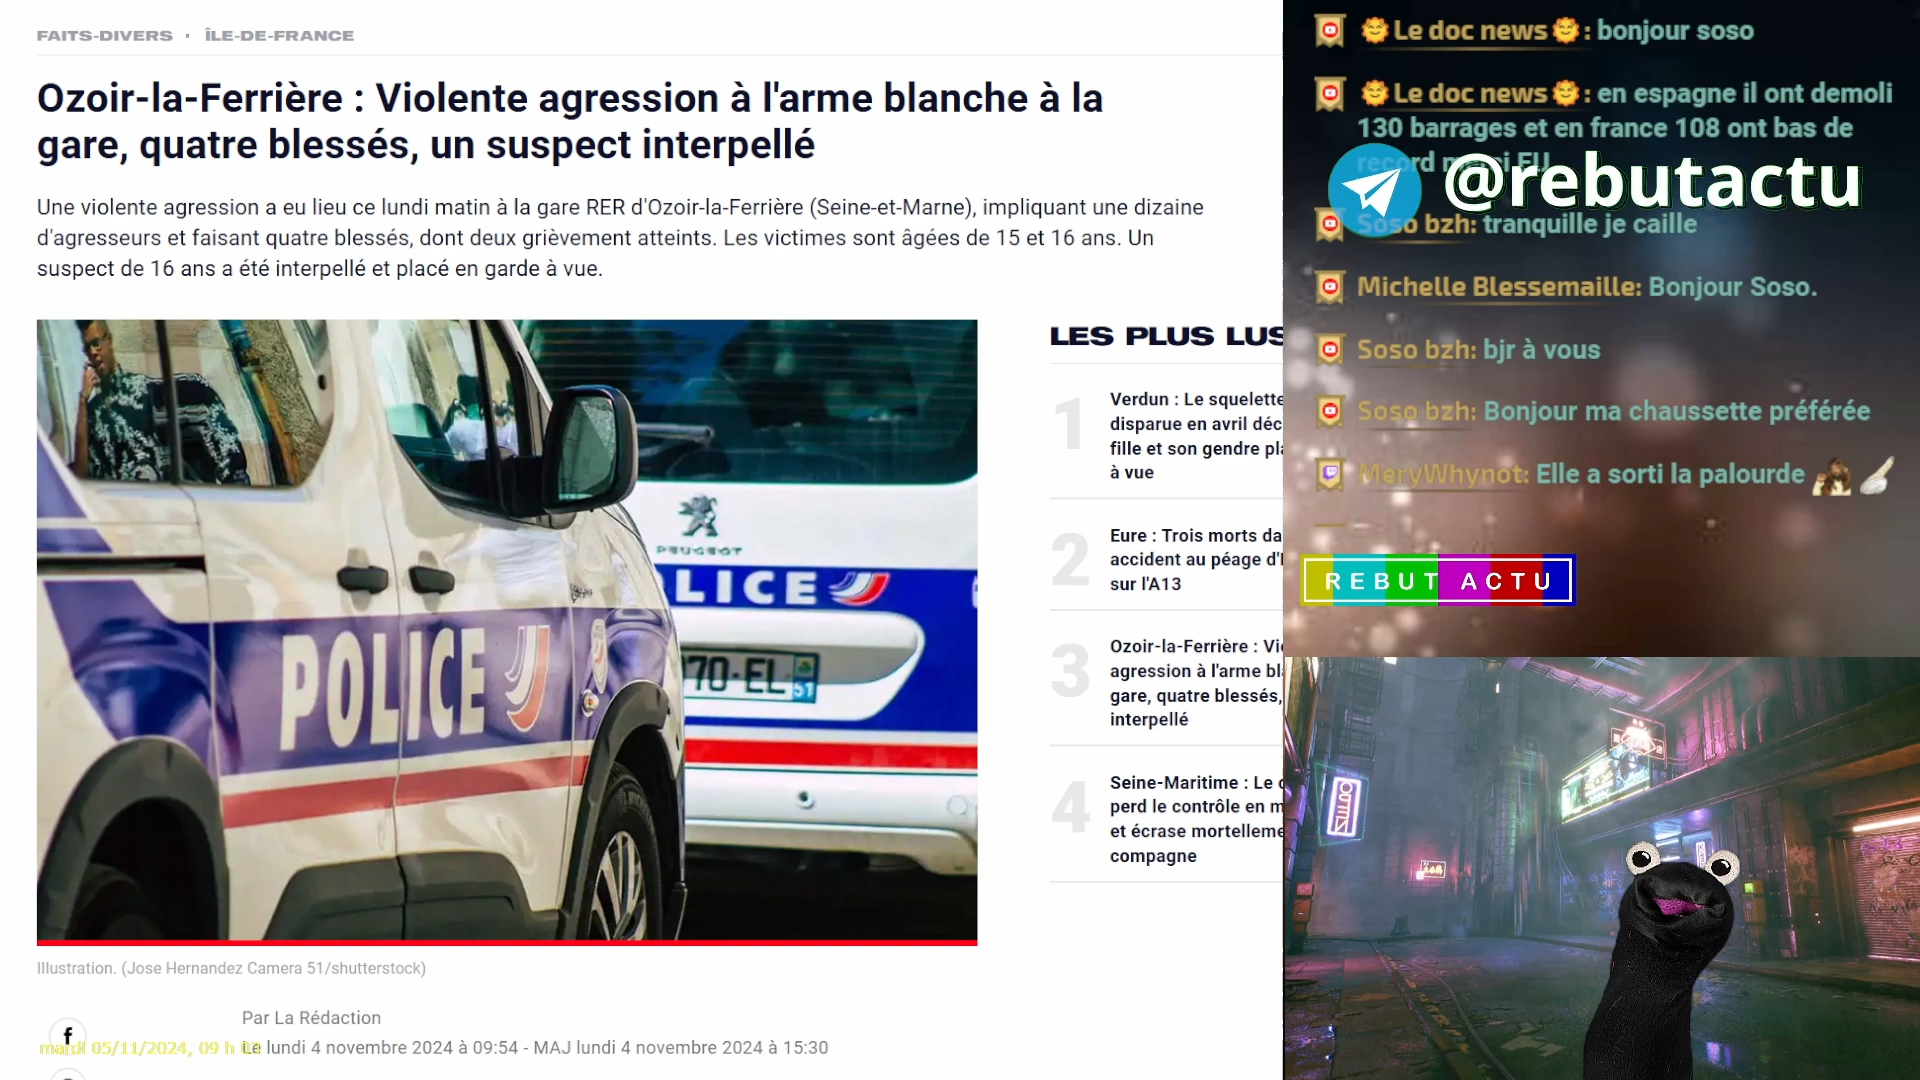 FAITS-DIVERS · ÎLE-DE-FRANCE
Ozoir-la-Ferrière : Violente agression à l'arme blanche à la
gare, quatre blessés, un suspect interpellé
Une violente agression a eu lieu ce lundi matin à la gare RER d'Ozoir-la-Ferrière (Seine-et-Marne), impliquant une dizaine
d'agresseurs et faisant quatre blessés, dont deux grièvement atteints. Les victimes sont âgées de 15 et 16 ans. Un
suspect de 16 ans a été interpellé et placé en garde à vue.
PEUGEOT
LICE
POLICE
70-EL
51
Illustration. (Jose Hernandez Camera 51/shutterstock)
Par La Rédaction
Le lundi 4 novembre 2024 à 09:54 - MAJ lundi 4 novembre 2024 à 15:30
mardi 05/11/2024, 09 h
LES PLUS LUS
1
Verdun : Le squelette
disparue en avril déc
fille et son gendre pla
à vue
2
Eure : Trois morts da
accident au péage d'
sur l'A13
3
Ozoir-la-Ferrière : Vi
agression à l'arme bl
gare, quatre blessés,
interpellé
4
Seine-Maritime : Le
perd le contrôle en m
et écrase mortelleme
compagne
Le doc news : bonjour soso
Le doc news : en espagne il ont demoli
130 barrages et en france 108 ont bas de
record merci EU
@rebutactu
Soso bzh: tranquille je caille
Michelle Blessemaille: Bonjour Soso.
Soso bzh: bjr à vous
Soso bzh: Bonjour ma chaussette préférée
MeryWhynot: Elle a sorti la palourde
REBUT ACTU